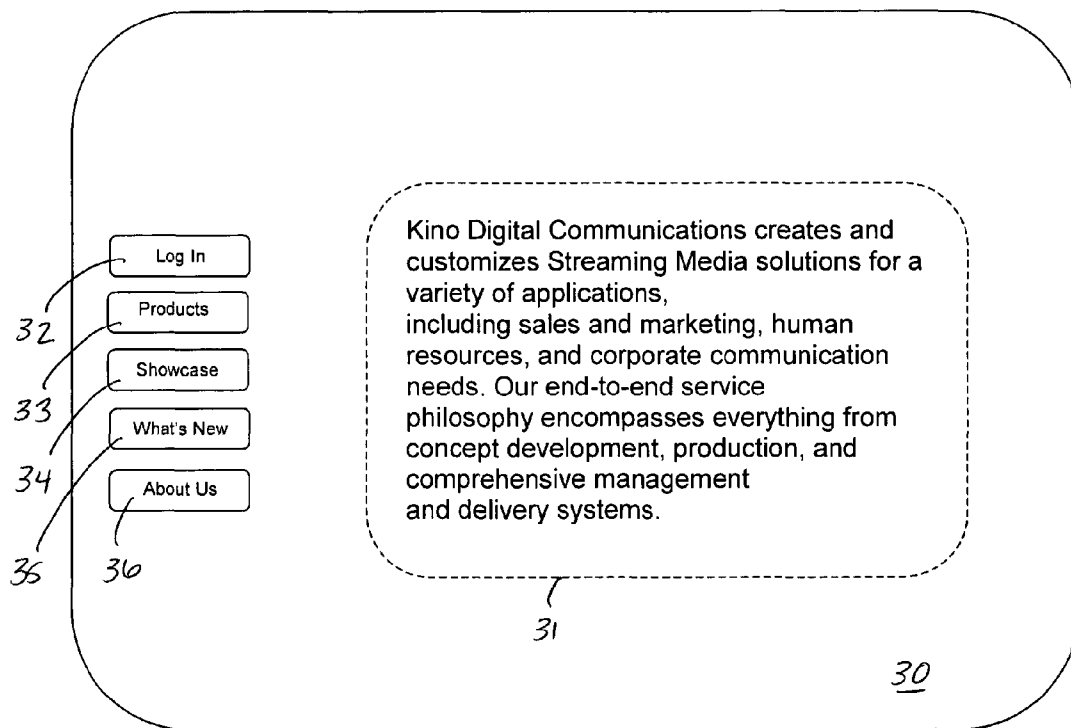 Log In
Products
Showcase
What's New
About Us
32
33
34
35
36
Kino Digital Communications creates and
customizes Streaming Media solutions for a
variety of applications,
including sales and marketing, human
resources, and corporate communication
needs. Our end-to-end service
philosophy encompasses everything from
concept development, production, and
comprehensive management
and delivery systems.
31
30